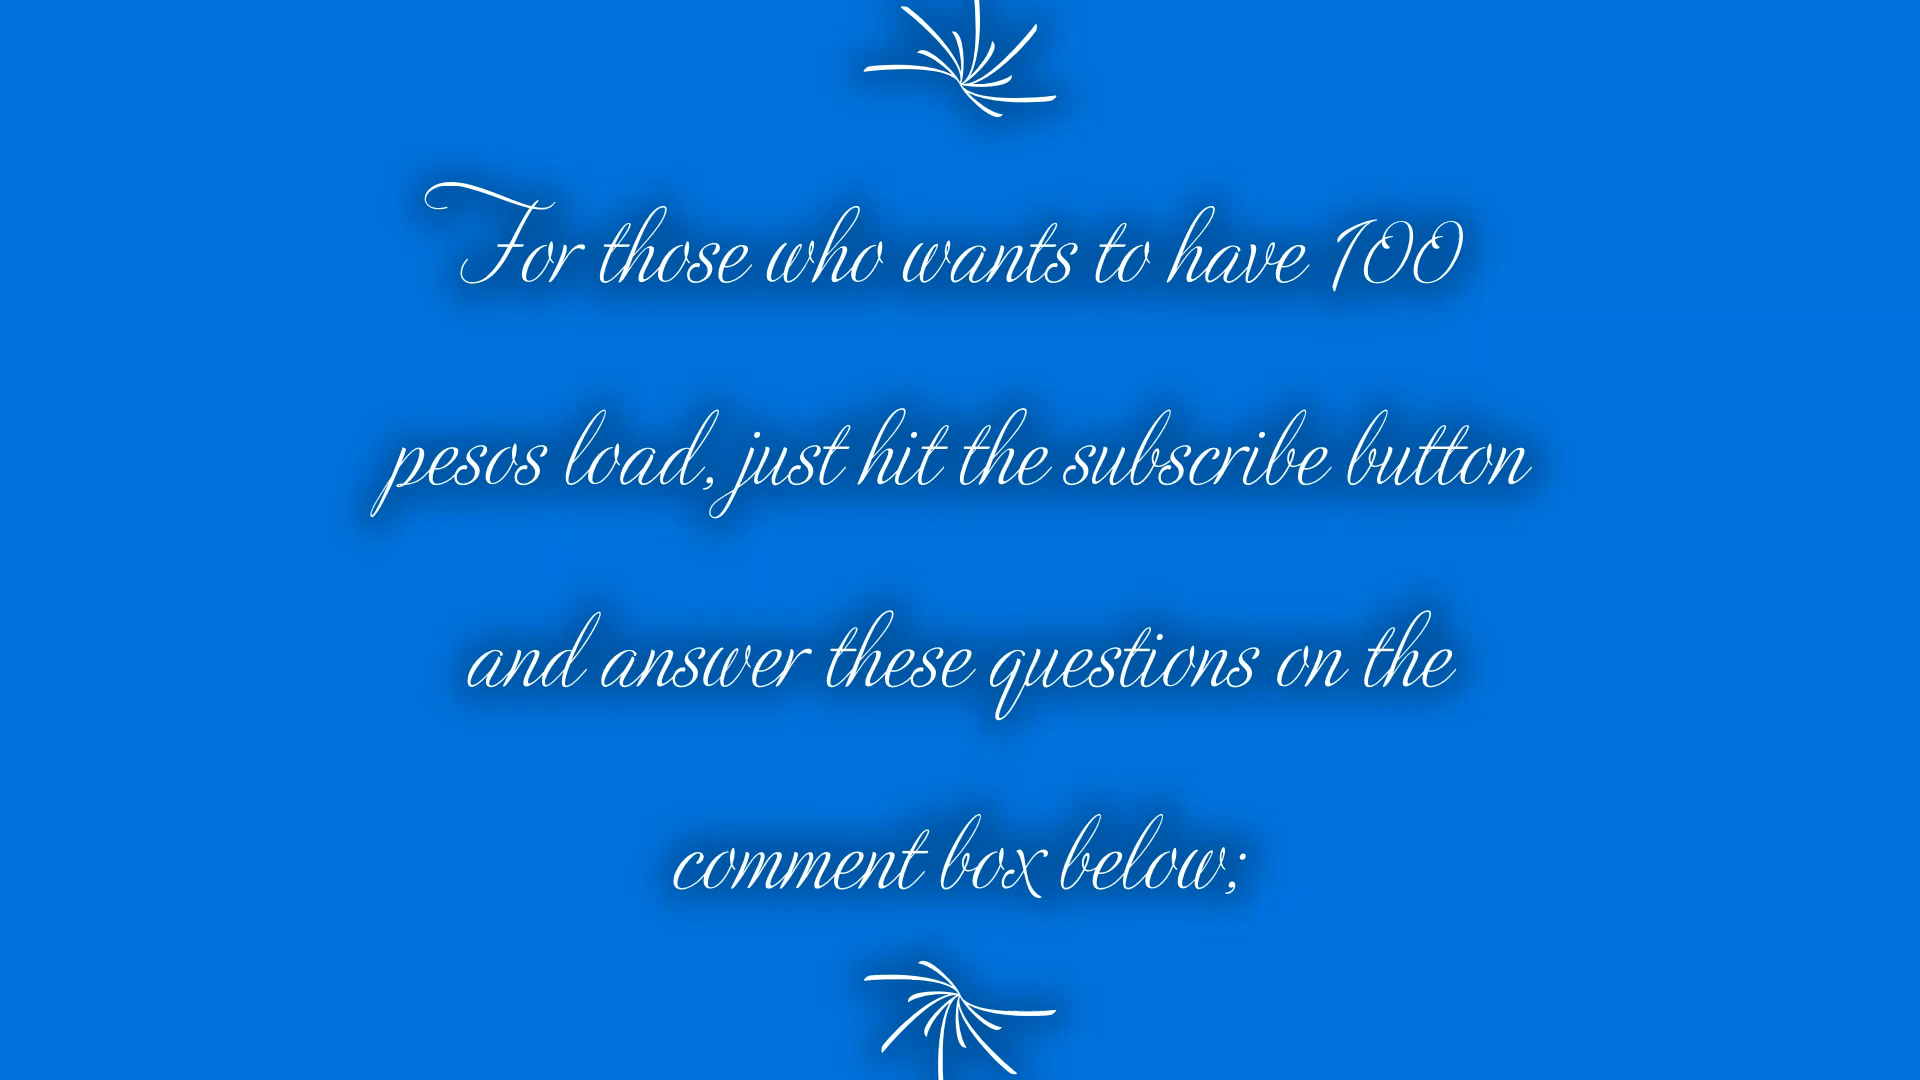 For those who wants to have 100
pesos load, just hit the subscribe button
and answer these questions on the
comment box below;